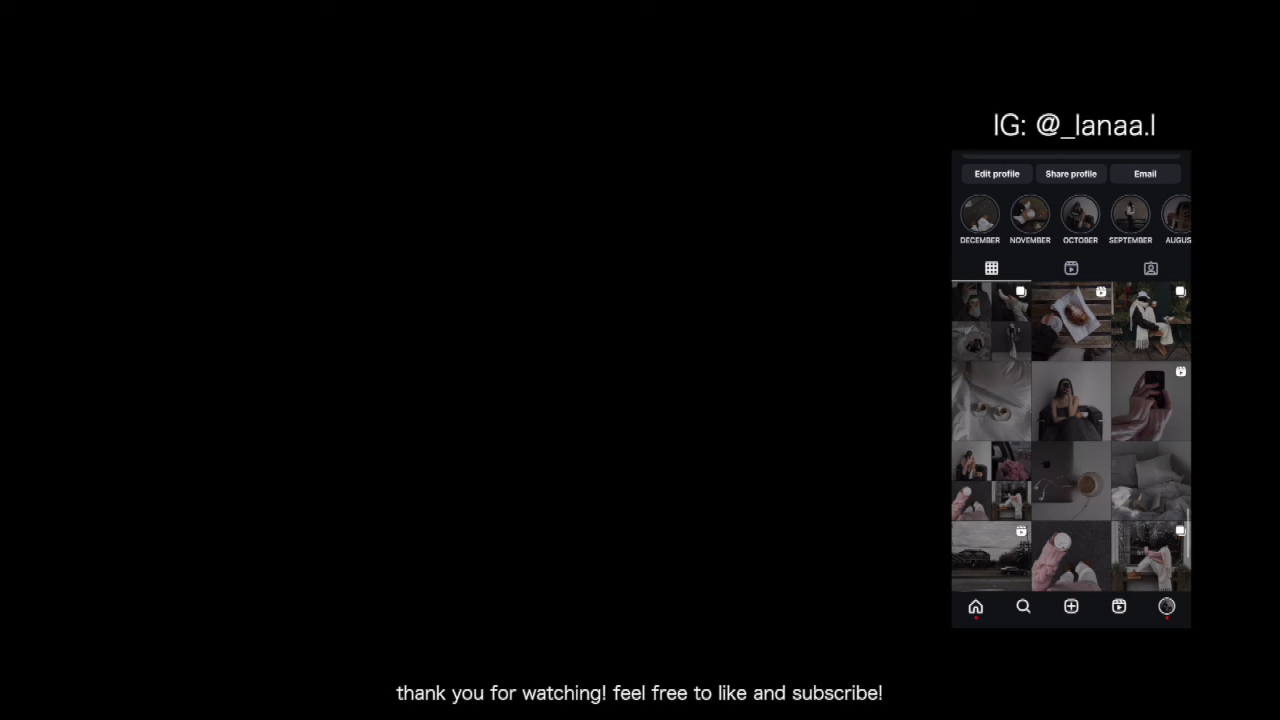 IG: @_lanaa.l
Edit profile
Share profile
Email
DECEMBER
NOVEMBER
OCTOBER
SEPTEMBER
AUGUS
thank you for watching! feel free to like and subscribe!